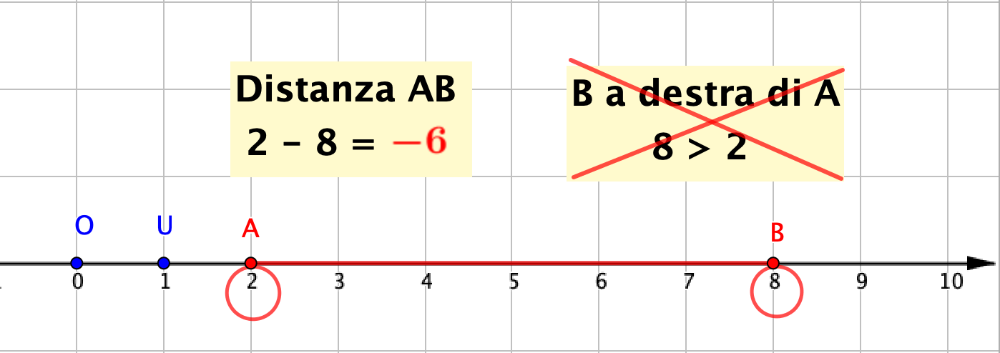 Distanza AB
2 – 8 = −6
B a destra di A
8 > 2
O U A B
0 1 2 3 4 5 6 7 8 9 10